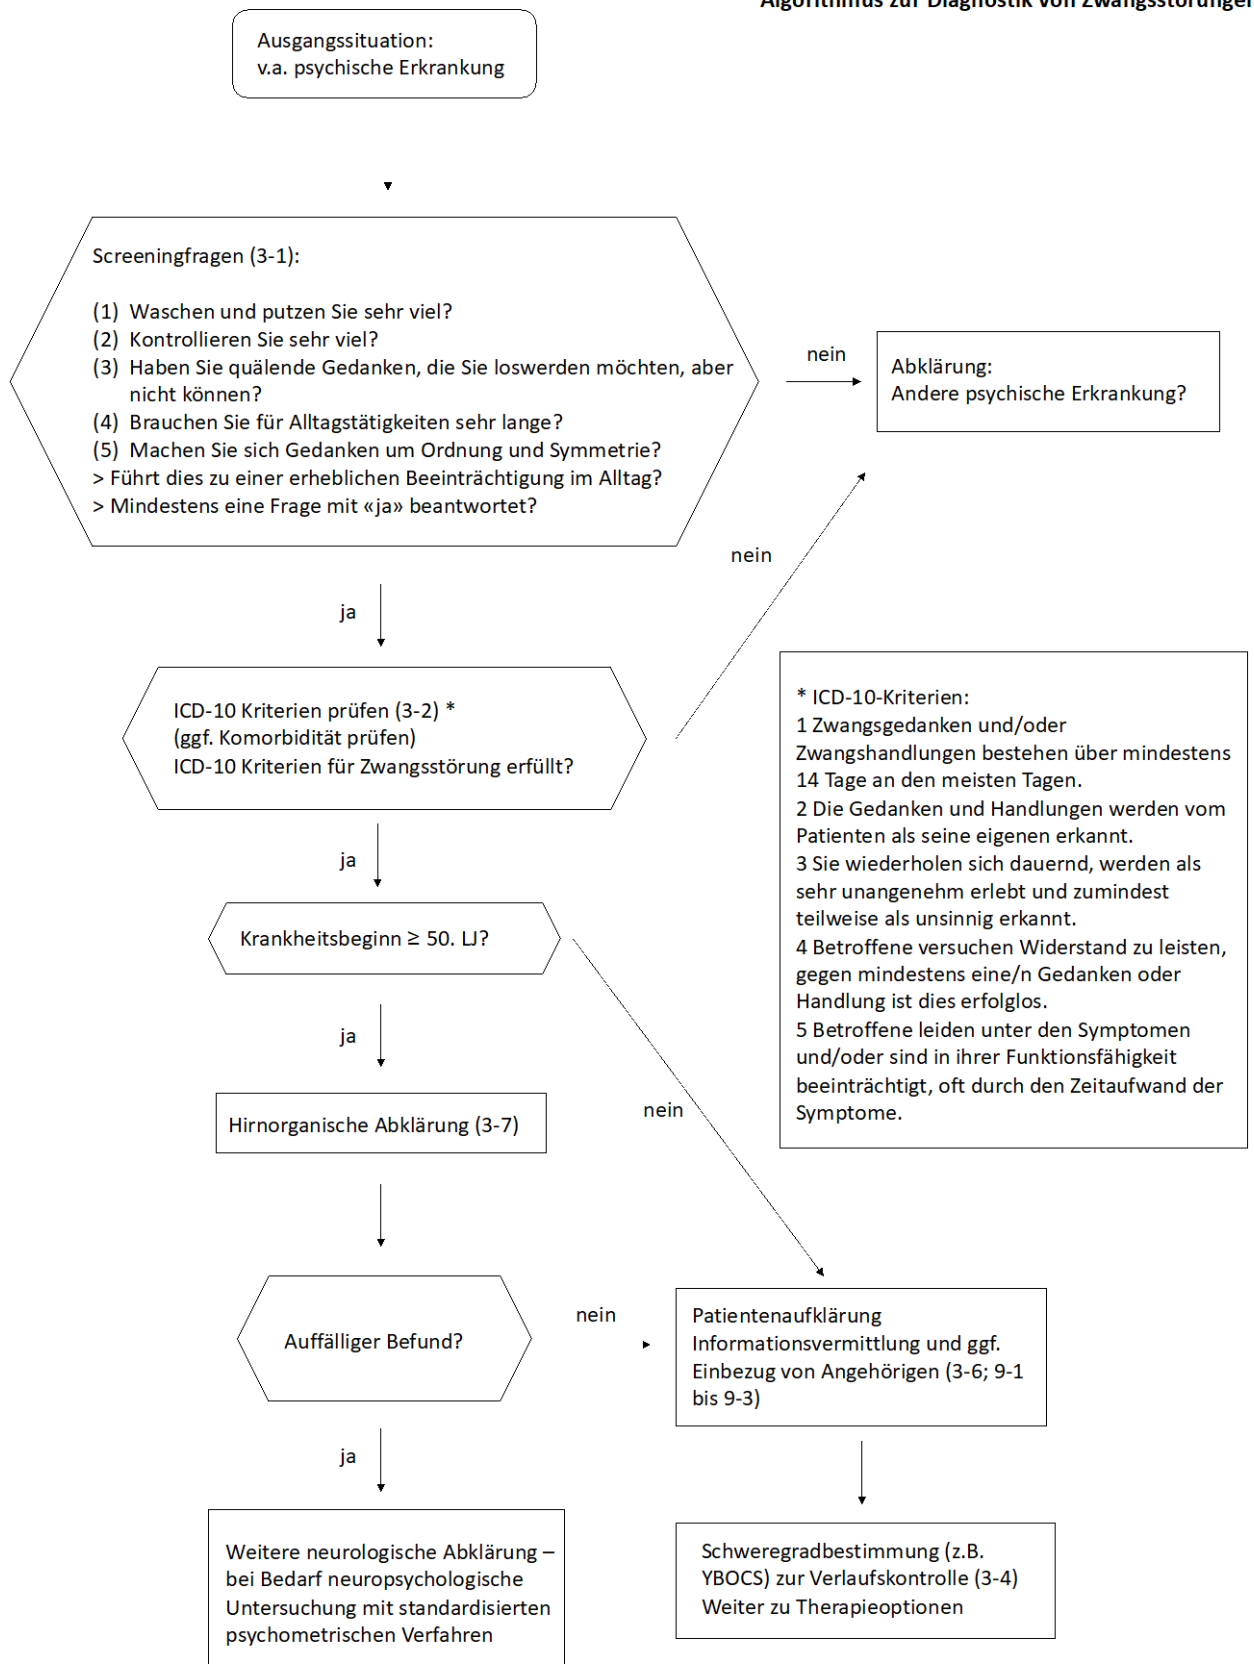 Algorithmus zur Diagnostik von Zwangsstörungen
Ausgangssituation:
v.a. psychische Erkrankung
Screeningfragen (3-1):
(1) Waschen und putzen Sie sehr viel?
(2) Kontrollieren Sie sehr viel?
(3) Haben Sie quälende Gedanken, die Sie loswerden möchten, aber
nicht können?
(4) Brauchen Sie für Alltagstätigkeiten sehr lange?
(5) Machen Sie sich Gedanken um Ordnung und Symmetrie?
> Führt dies zu einer erheblichen Beeinträchtigung im Alltag?
> Mindestens eine Frage mit «ja» beantwortet?
nein
Abklärung:
Andere psychische Erkrankung?
nein
ja
ICD-10 Kriterien prüfen (3-2) *
(ggf. Komorbidität prüfen)
ICD-10 Kriterien für Zwangsstörung erfüllt?
* ICD-10-Kriterien:
1 Zwangsgedanken und/oder
Zwangshandlungen bestehen über mindestens
14 Tage an den meisten Tagen.
2 Die Gedanken und Handlungen werden vom
Patienten als seine eigenen erkannt.
3 Sie wiederholen sich dauernd, werden als
sehr unangenehm erlebt und zumindest
teilweise als unsinnig erkannt.
4 Betroffene versuchen Widerstand zu leisten,
gegen mindestens eine/n Gedanken oder
Handlung ist dies erfolglos.
5 Betroffene leiden unter den Symptomen
und/oder sind in ihrer Funktionsfähigkeit
beeinträchtigt, oft durch den Zeitaufwand der
Symptome.
ja
Krankheitsbeginn ≥ 50. LJ?
ja
nein
Hirnorganische Abklärung (3-7)
Auffälliger Befund?
nein
Patientenaufklärung
Informationsvermittlung und ggf.
Einbezug von Angehörigen (3-6; 9-1
bis 9-3)
ja
Weitere neurologische Abklärung –
bei Bedarf neuropsychologische
Untersuchung mit standardisierten
psychometrischen Verfahren
Schweregradbestimmung (z.B.
YBOCS) zur Verlaufskontrolle (3-4)
Weiter zu Therapieoptionen